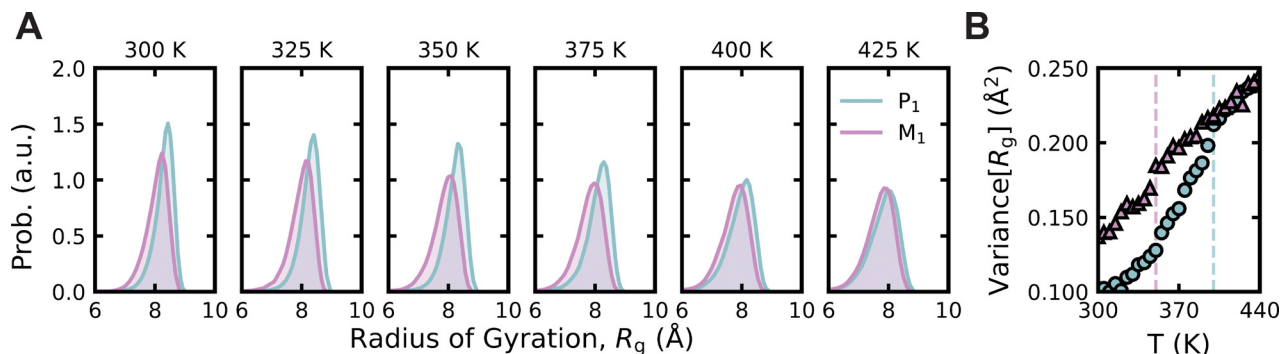 A
300 K 325 K 350 K 375 K 400 K 425 K
2.0
1.5
1.0
0.5
0.0
Prob. (a.u.)
P₁
M₁
6 8 10 6 8 10 6 8 10 6 8 10 6 8 10 6 8 10
Radius of Gyration, R_g (Å)
B
0.250
0.200
0.150
0.100
Variance[R_g] (Å²)
300 370 440
T (K)